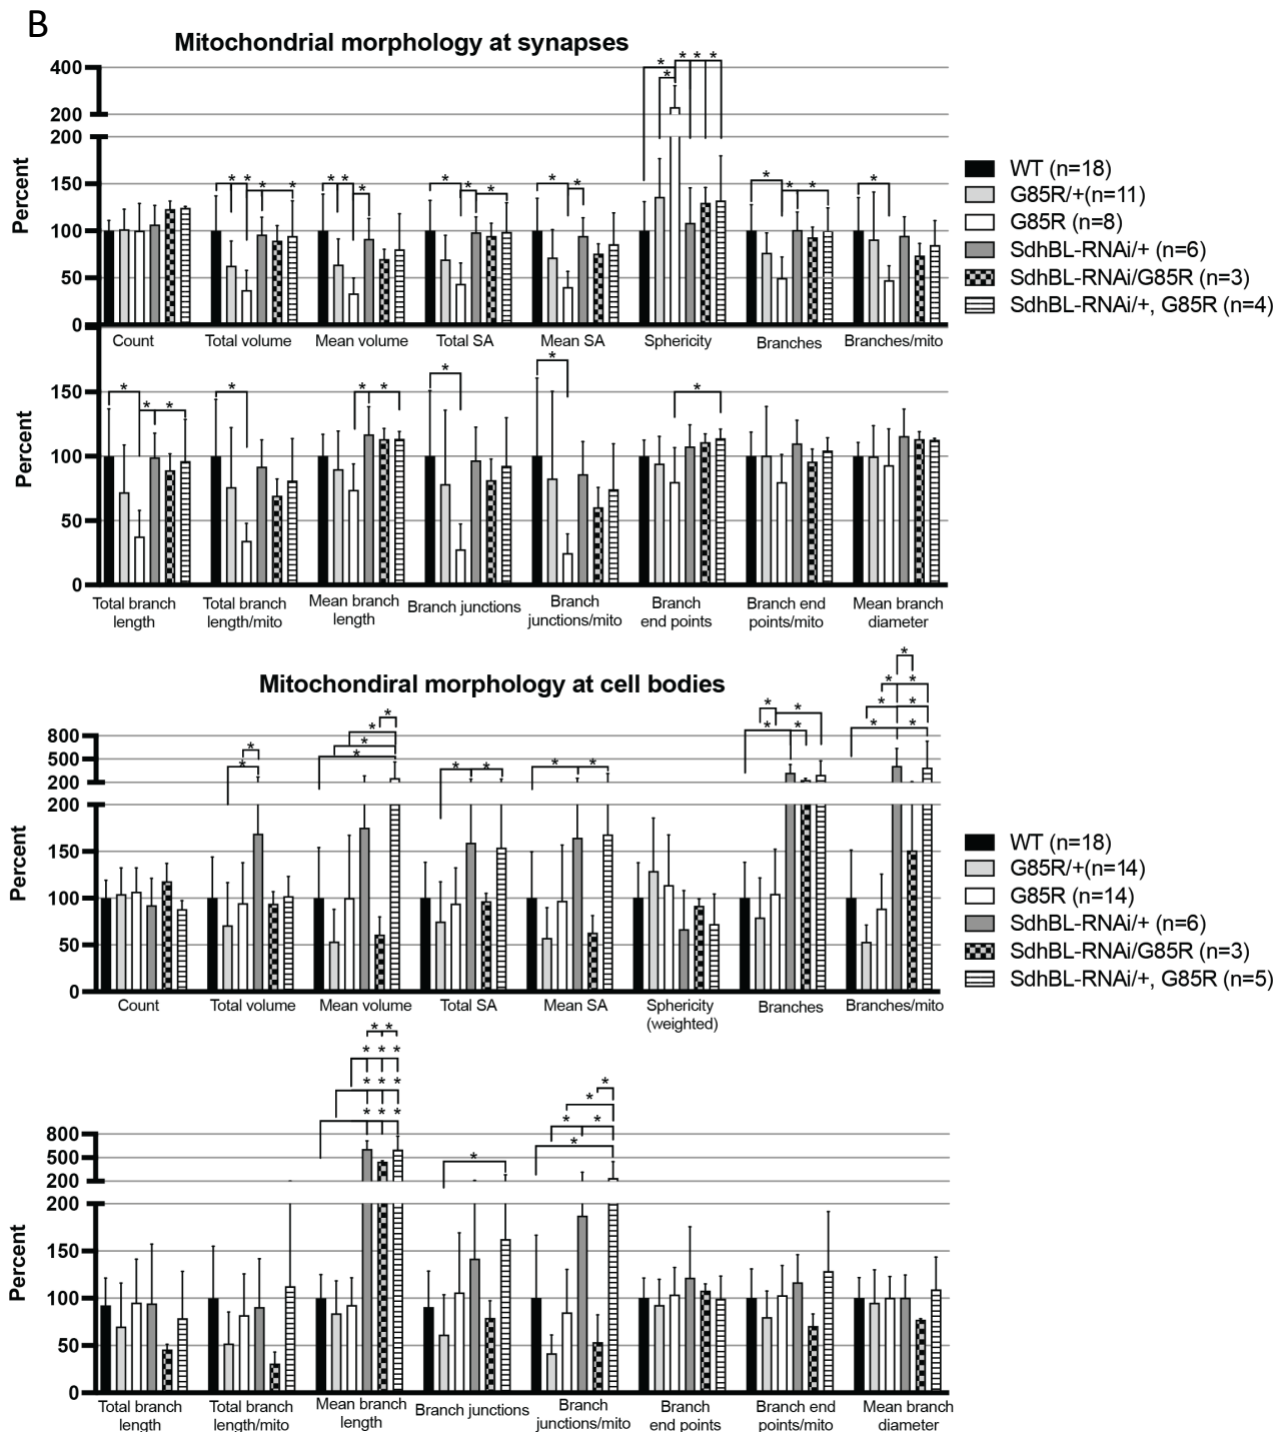 B
Mitochondrial morphology at synapses
400
200
200
150
100
50
0
Percent
* * * * *
* * *
* * *
* *
* * * * *
* * *
*
Count
Total volume
Mean volume
Total SA
Mean SA
Sphericity
Branches
Branches/mito
WT (n=18)
G85R/+(n=11)
G85R (n=8)
SdhBL-RNAi/+ (n=6)
SdhBL-RNAi/G85R (n=3)
SdhBL-RNAi/+, G85R (n=4)
150
100
50
0
Percent
* * *
*
* *
*
*
*
Total branch
length
Total branch
length/mito
Mean branch
length
Branch junctions
Branch
junctions/mito
Branch
end points
Branch end
points/mito
Mean branch
diameter
Mitochondiral morphology at cell bodies
800
500
200
200
150
100
50
0
Percent
* *
* * * *
* *
* *
* * * *
* * * * * * *
Count
Total volume
Mean volume
Total SA
Mean SA
Sphericity
(weighted)
Branches
Branches/mito
WT (n=18)
G85R/+(n=14)
G85R (n=14)
SdhBL-RNAi/+ (n=6)
SdhBL-RNAi/G85R (n=3)
SdhBL-RNAi/+, G85R (n=5)
800
500
200
200
150
100
50
0
Percent
* *
* * *
* * *
* * *
*
*
*
* *
*
Total branch
length
Total branch
length/mito
Mean branch
length
Branch junctions
Branch
junctions/mito
Branch
end points
Branch end
points/mito
Mean branch
diameter